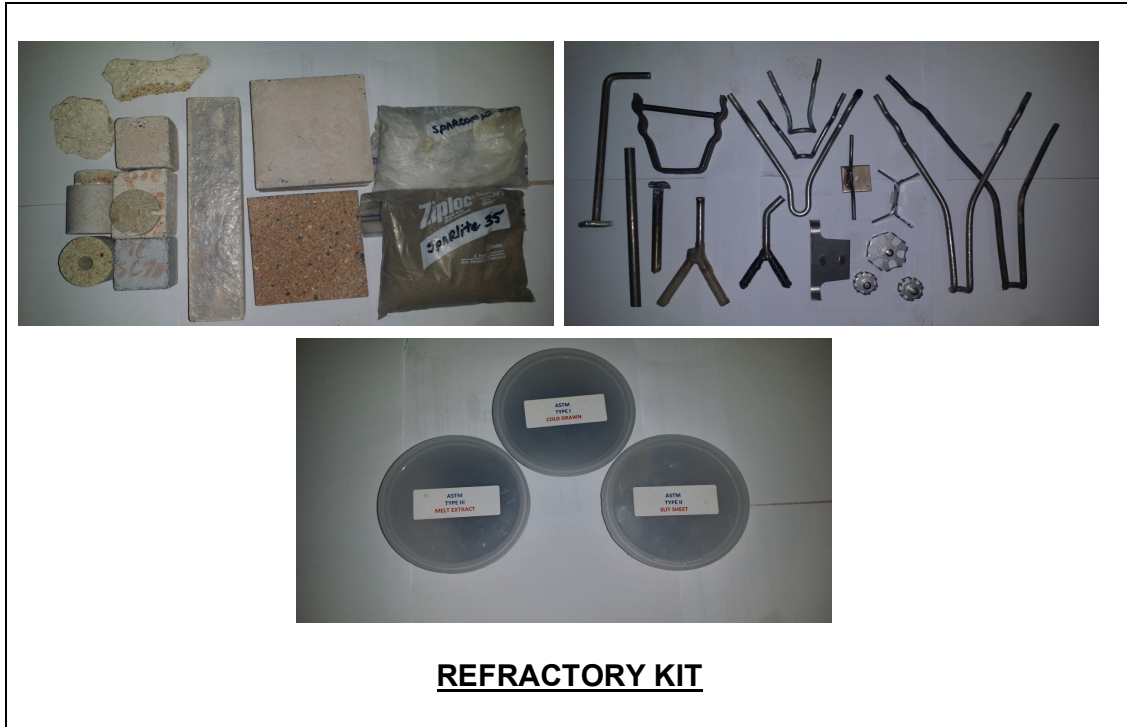 SPARCOM
Ziploc
SPARlite 35
ASTM
TYPE I
COLD DRAWN
ASTM
TYPE III
MELT EXTRACT
ASTM
TYPE II
SLIT SHEET
REFRACTORY KIT